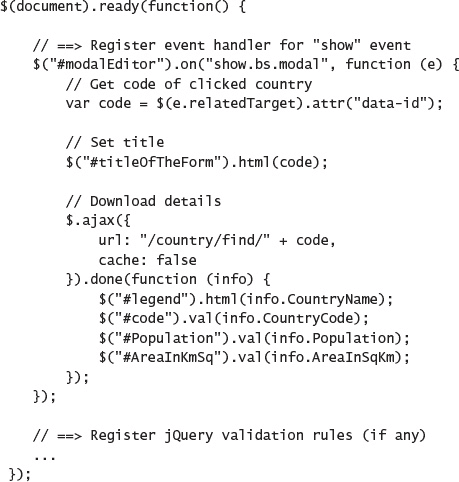 $(document).ready(function() {
// ==> Register event handler for "show" event
$("#modalEditor").on("show.bs.modal", function (e) {
// Get code of clicked country
var code = $(e.relatedTarget).attr("data-id");
// Set title
$("#titleOfTheForm").html(code);
// Download details
$.ajax({
url: "/country/find/" + code,
cache: false
}).done(function (info) {
$("#legend").html(info.CountryName);
$("#code").val(info.CountryCode);
$("#Population").val(info.Population);
$("#AreaInKmSq").val(info.AreaInSqKm);
});
});
// ==> Register jQuery validation rules (if any)
...
});